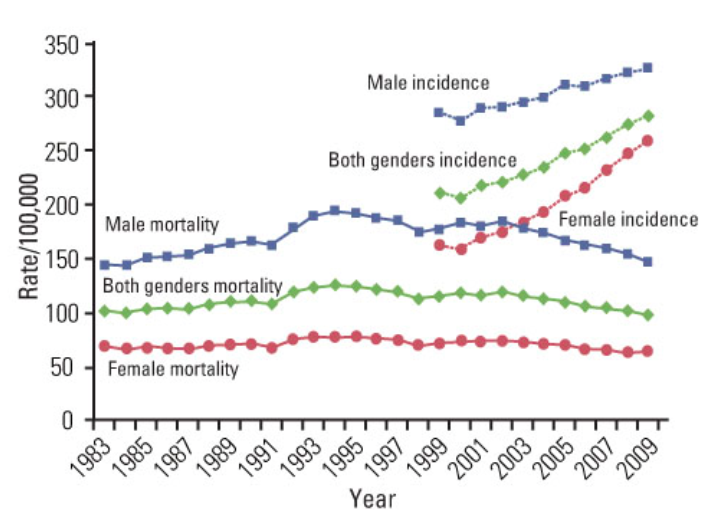 350
300
250
200
150
100
50
0
Rate/100,000
Male incidence
Both genders incidence
Female incidence
Male mortality
Both genders mortality
Female mortality
1983
1985
1987
1989
1991
1993
1995
1997
1999
2001
2003
2005
2007
2009
Year